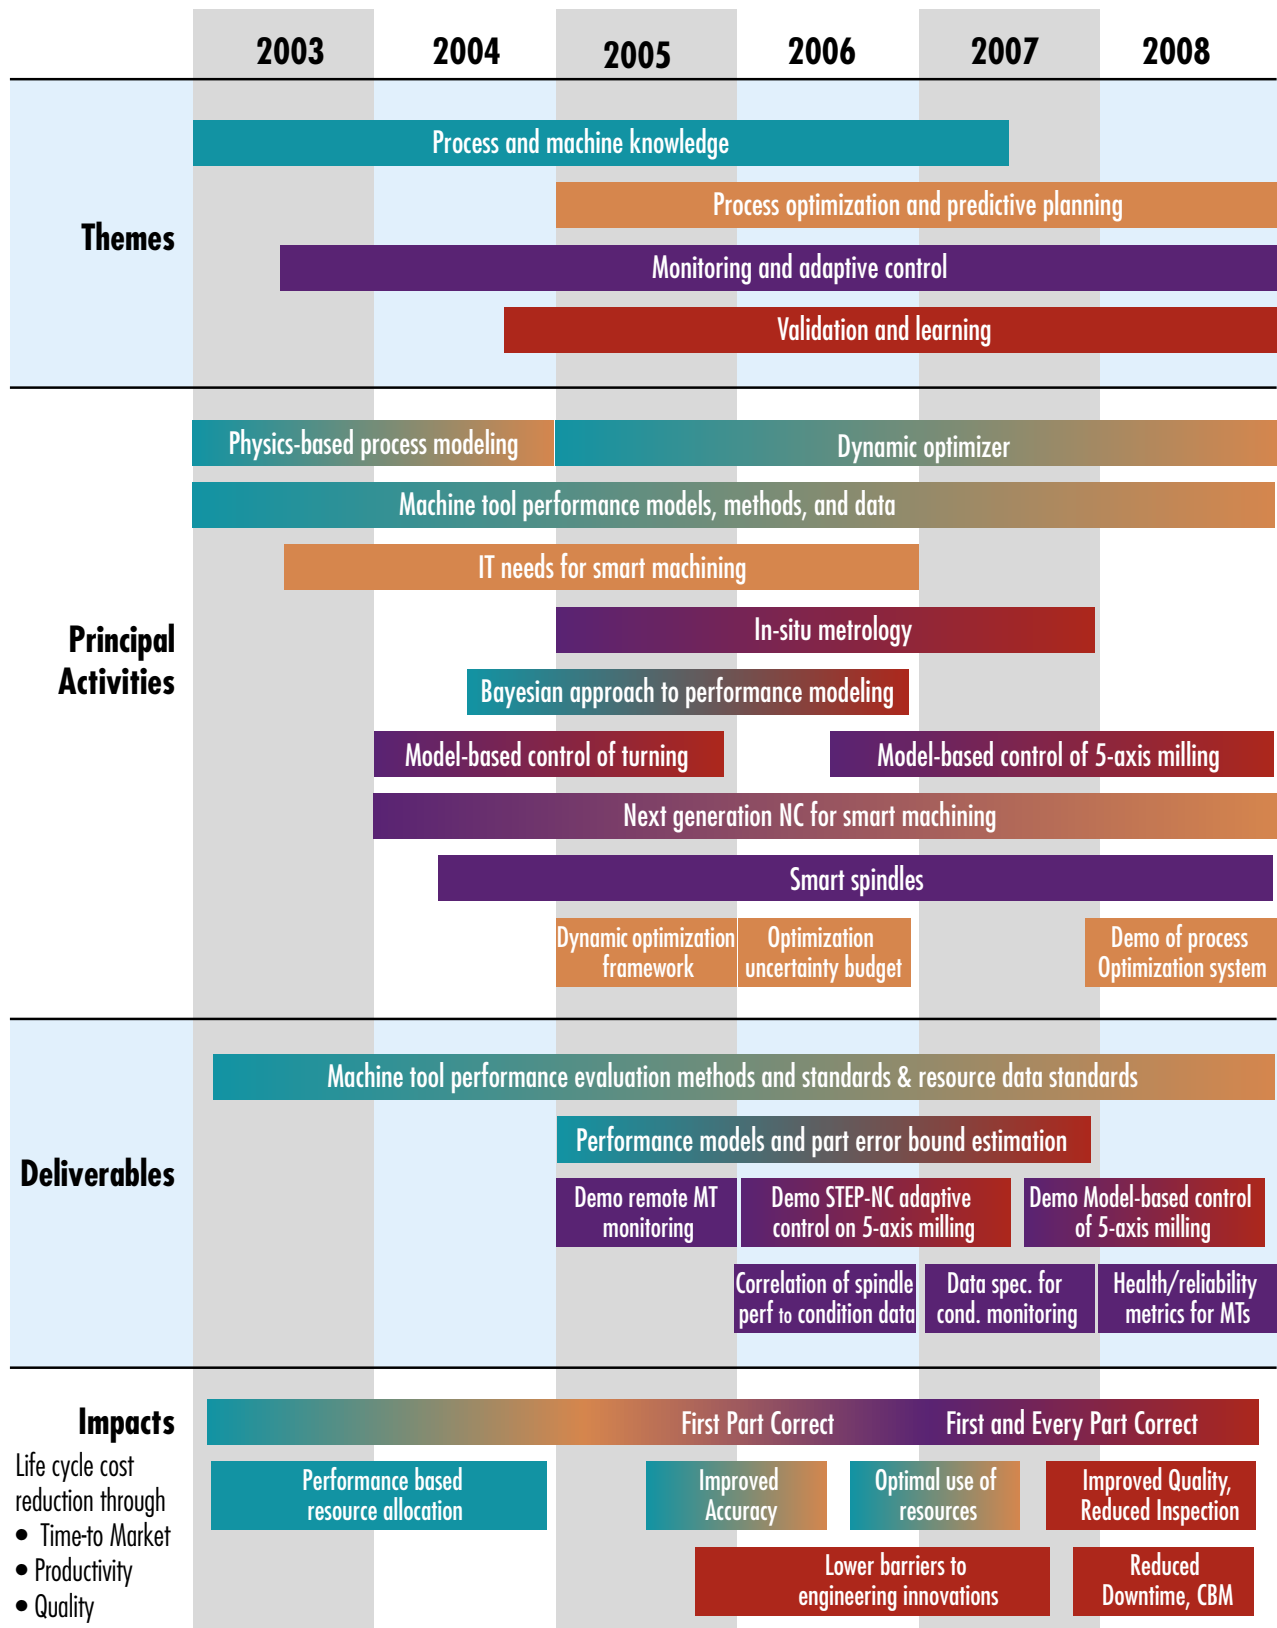 2003 2004 2005 2006 2007 2008
Themes
Process and machine knowledge
Process optimization and predictive planning
Monitoring and adaptive control
Validation and learning
Principal
Activities
Physics-based process modeling
Dynamic optimizer
Machine tool performance models, methods, and data
IT needs for smart machining
In-situ metrology
Bayesian approach to performance modeling
Model-based control of turning
Model-based control of 5-axis milling
Next generation NC for smart machining
Smart spindles
Dynamic optimization
framework
Optimization
uncertainty budget
Demo of process
Optimization system
Deliverables
Machine tool performance evaluation methods and standards & resource data standards
Performance models and part error bound estimation
Demo remote MT
monitoring
Demo STEP-NC adaptive
control on 5-axis milling
Demo Model-based control
of 5-axis milling
Correlation of spindle
perf to condition data
Data spec. for
cond. monitoring
Health/reliability
metrics for MTs
Impacts
Life cycle cost
reduction through
• Time-to Market
• Productivity
• Quality
First Part Correct
First and Every Part Correct
Performance based
resource allocation
Improved
Accuracy
Optimal use of
resources
Improved Quality,
Reduced Inspection
Lower barriers to
engineering innovations
Reduced
Downtime, CBM